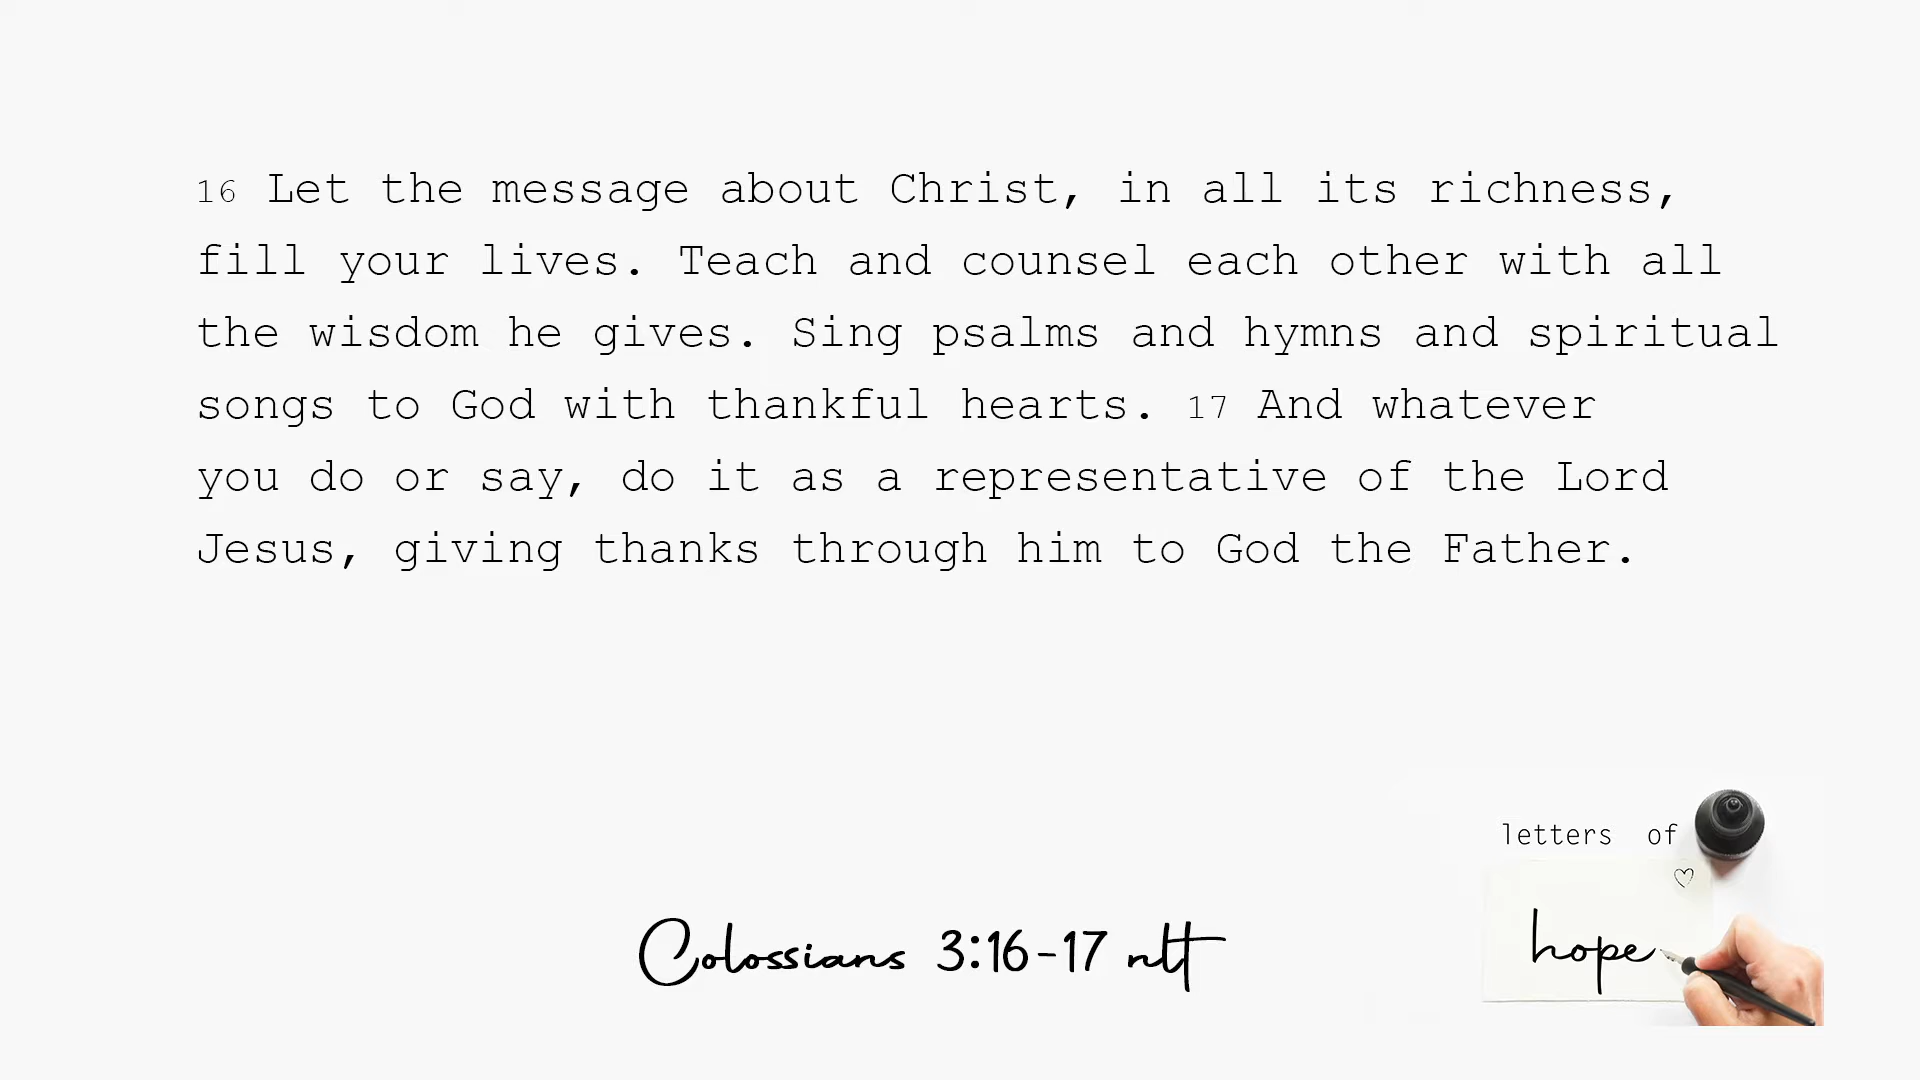 16 Let the message about Christ, in all its richness,
fill your lives. Teach and counsel each other with all
the wisdom he gives. Sing psalms and hymns and spiritual
songs to God with thankful hearts. 17 And whatever
you do or say, do it as a representative of the Lord
Jesus, giving thanks through him to God the Father.
Colossians 3:16-17 nlt
letters of
hope